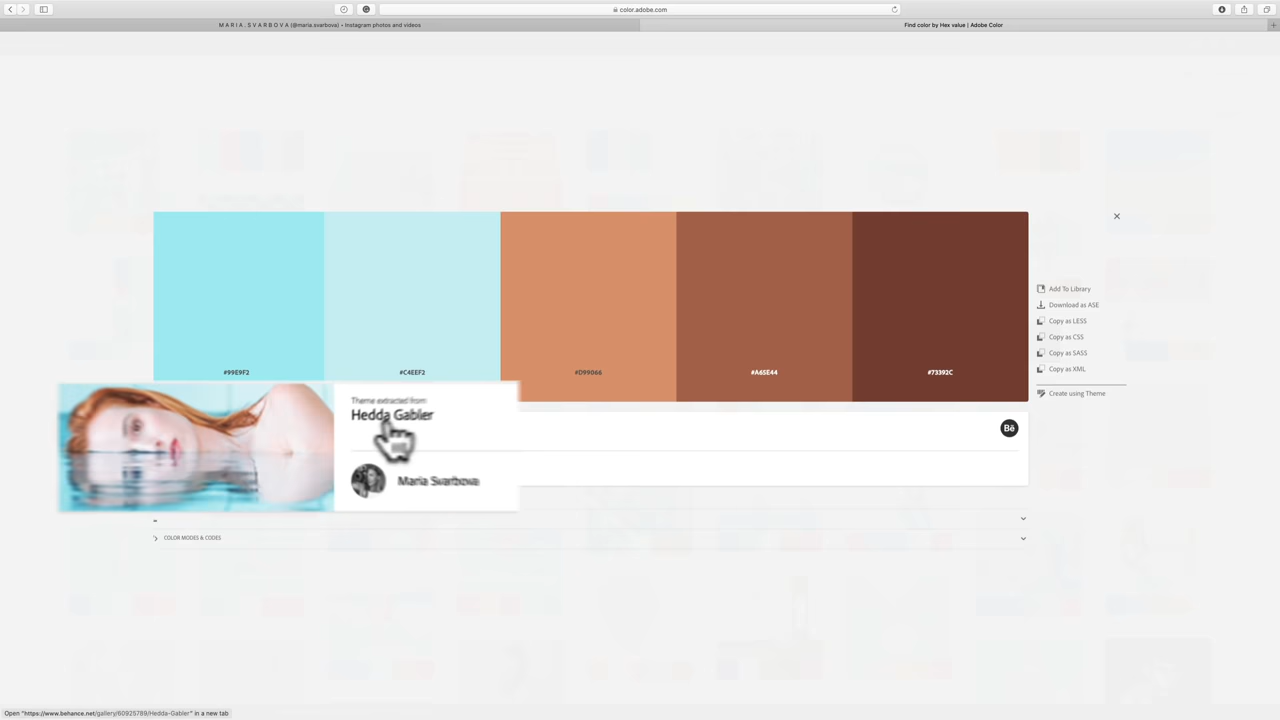 color.adobe.com
M A R I A . S V A R B O V A (@maria.svarbova) • Instagram photos and videos
Find color by Hex value | Adobe Color
Add To Library
Download as ASE
Copy as LESS
Copy as CSS
Copy as SASS
Copy as XML
Create using Theme
#99E9F2
#C4EEF2
#D99066
#A65E44
#73392C
Theme extracted from
Hedda Gabler
Bē
Maria Svarbova
COLOR MODES & CODES
Open "https://www.behance.net/gallery/60925789/Hedda-Gabler" in a new tab